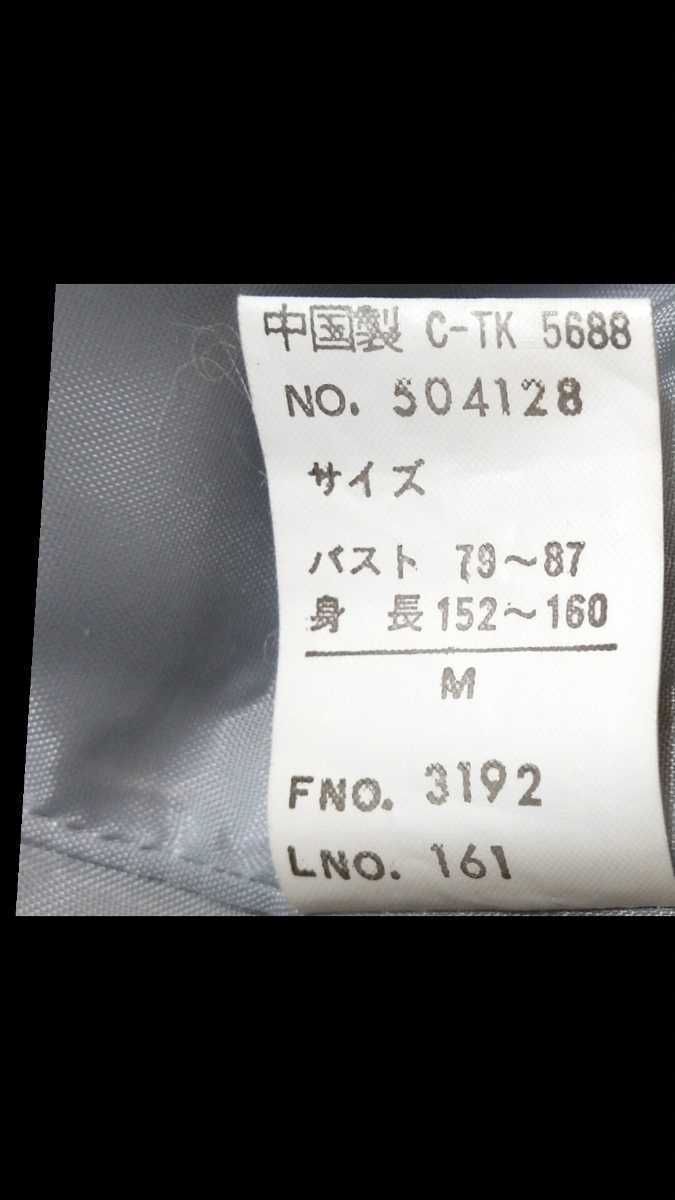 中国製 C-TK 5688
NO. 504128
サイズ
バスト 79～87
身 長 152～160
M
FNO. 3192
LNO. 161